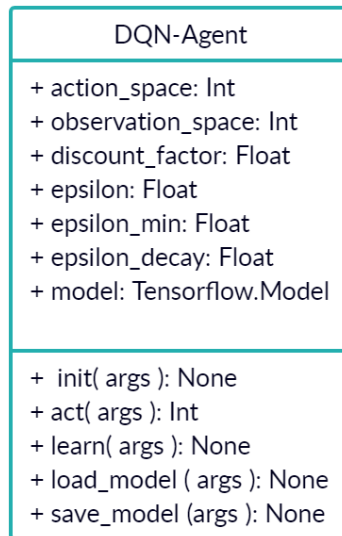 DQN-Agent
+ action_space: Int
+ observation_space: Int
+ discount_factor: Float
+ epsilon: Float
+ epsilon_min: Float
+ epsilon_decay: Float
+ model: Tensorflow.Model
+ init( args ): None
+ act( args ): Int
+ learn( args ): None
+ load_model ( args ): None
+ save_model (args ): None